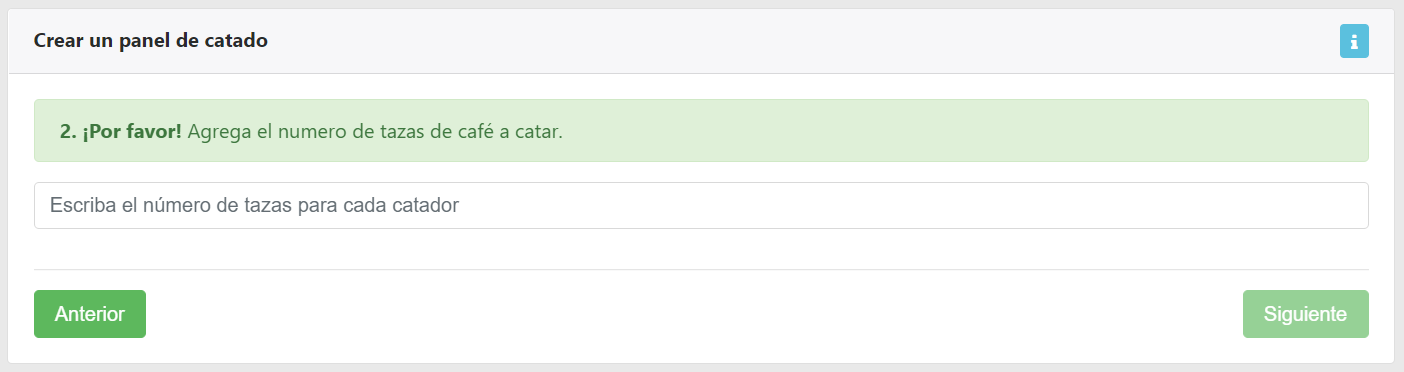 Crear un panel de catado
2. ¡Por favor! Agrega el numero de tazas de café a catar.
Escriba el número de tazas para cada catador
Anterior
Siguiente